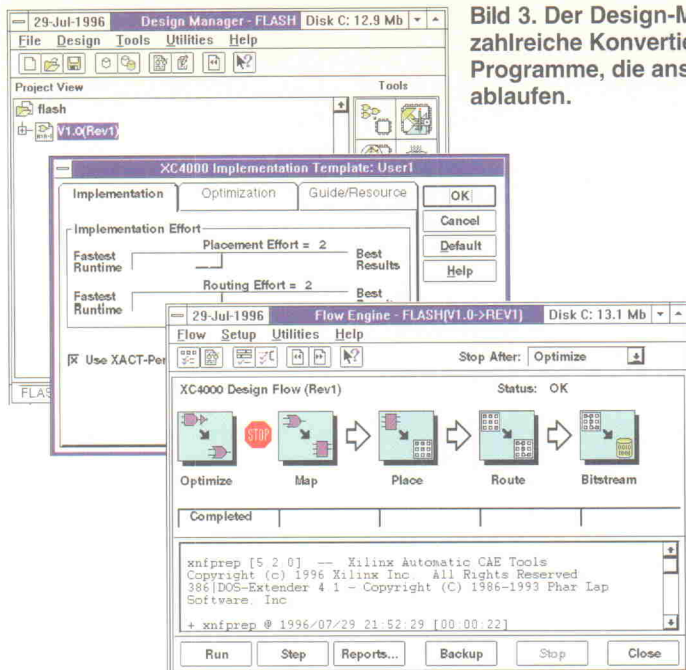 29-Jul-1996 Design Manager - FLASH Disk C: 12.9 Mb
File Design Tools Utilities Help
Project View Tools
flash
V1.0(Rev1)
Bild 3. Der Design-M
zahlreiche Konvertie
Programme, die ans
ablaufen.
XC4000 Implementation Template: User1
Implementation Optimization Guide/Resource
OK
Cancel
Default
Help
Implementation Effort
Placement Effort = 2
Fastest Runtime Best Results
Routing Effort = 2
Fastest Runtime Best
Use XACT-Per
FLAS
29-Jul-1996 Flow Engine - FLASH(V1.0->REV1) Disk C: 13.1 Mb
Flow Setup Utilities Help
Stop After: Optimize
XC4000 Design Flow (Rev1) Status: OK
STOP
Optimize Map Place Route Bitstream
Completed
xnfprep [5.2.0] -- Xilinx Automatic CAE Tools
Copyright (c) 1996 Xilinx Inc. All Rights Reserved
386|DOS-Extender 4.1 - Copyright (C) 1986-1993 Phar Lap
Software, Inc
+ xnfprep @ 1996/07/29 21:52:29 [00:00:22]
Run Step Reports... Backup Stop Close